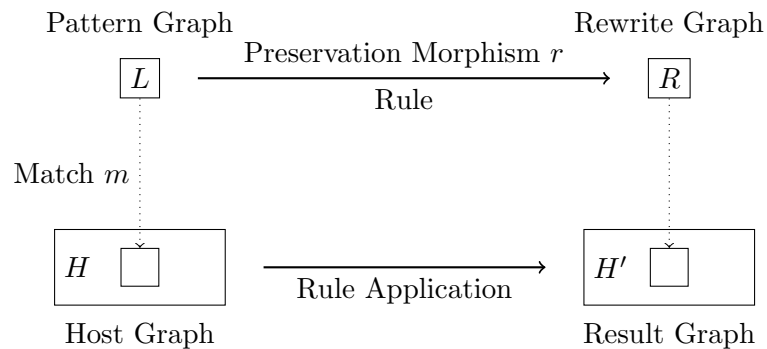 Pattern Graph
Rewrite Graph
Preservation Morphism r
L
R
Rule
Match m
H
H′
Rule Application
Host Graph
Result Graph